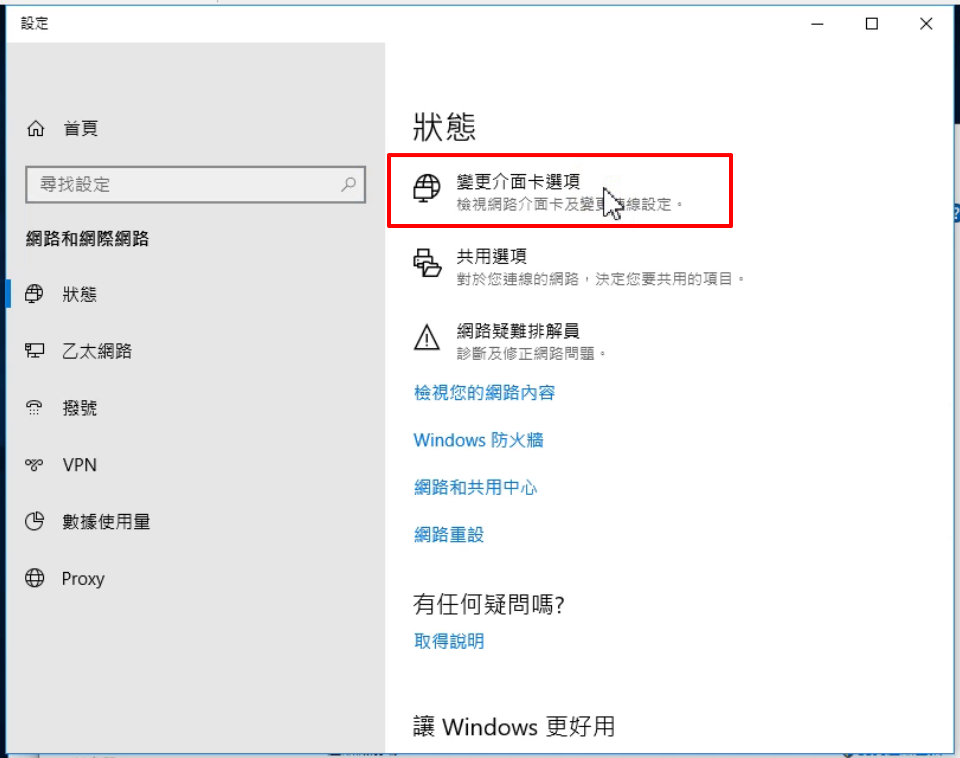 設定
首頁
尋找設定
網路和網際網路
狀態
乙太網路
撥號
VPN
數據使用量
Proxy
狀態
變更介面卡選項
檢視網路介面卡及變更連線設定。
共用選項
對於您連線的網路，決定您要共用的項目。
網路疑難排解員
診斷及修正網路問題。
檢視您的網路內容
Windows 防火牆
網路和共用中心
網路重設
有任何疑問嗎?
取得說明
讓 Windows 更好用